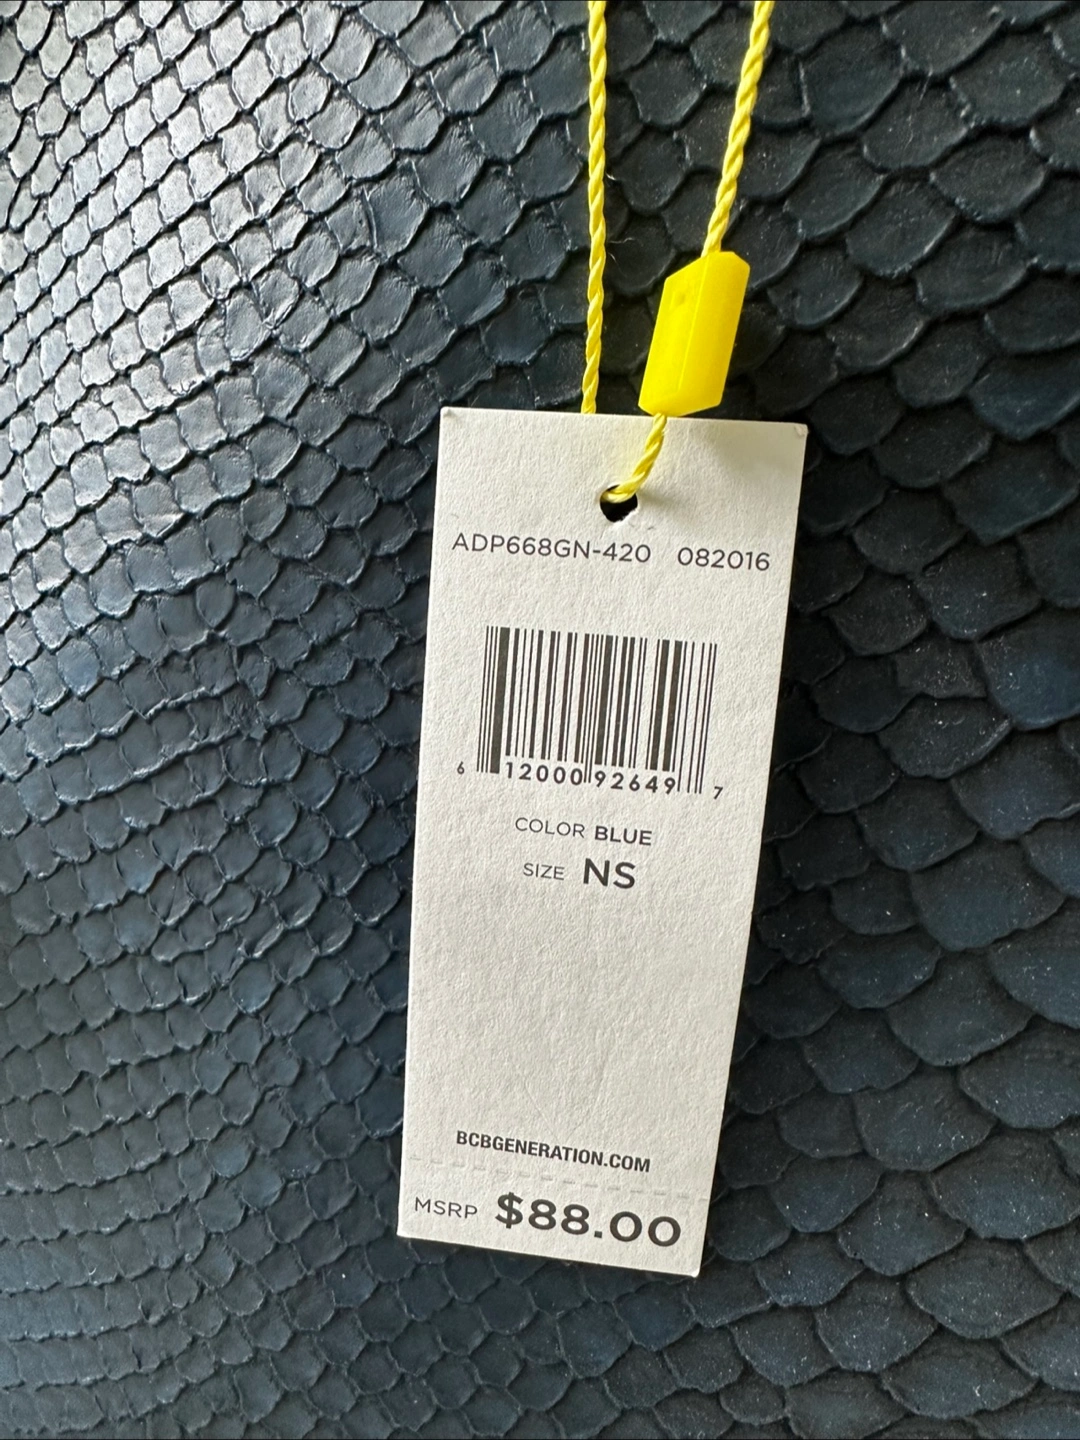 ADP668GN-420 082016
6 12000 92649 7
COLOR BLUE
SIZE NS
BCBGENERATION.COM
MSRP $88.00